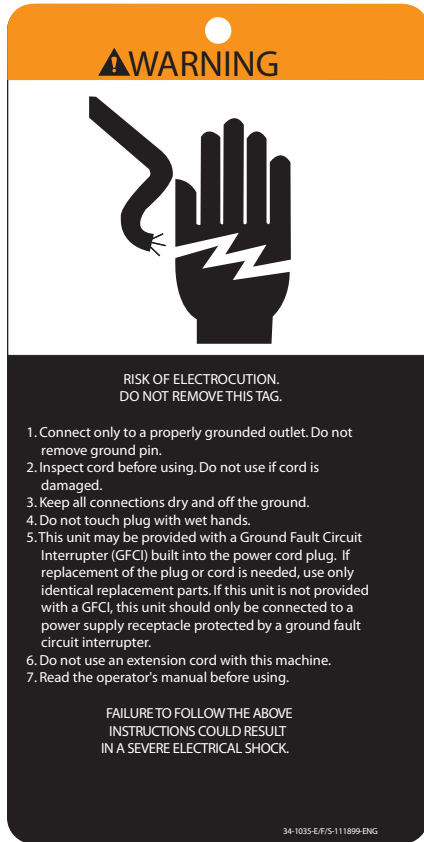 WARNING
RISK OF ELECTROCUTION.
DO NOT REMOVE THIS TAG.
1. Connect only to a properly grounded outlet. Do not
remove ground pin.
2. Inspect cord before using. Do not use if cord is
damaged.
3. Keep all connections dry and off the ground.
4. Do not touch plug with wet hands.
5. This unit may be provided with a Ground Fault Circuit
Interrupter (GFCI) built into the power cord plug. If
replacement of the plug or cord is needed, use only
identical replacement parts. If this unit is not provided
with a GFCI, this unit should only be connected to a
power supply receptacle protected by a ground fault
circuit interrupter.
6. Do not use an extension cord with this machine.
7. Read the operator's manual before using.
FAILURE TO FOLLOW THE ABOVE
INSTRUCTIONS COULD RESULT
IN A SEVERE ELECTRICAL SHOCK.
34-1035-E/F/S-111899-ENG